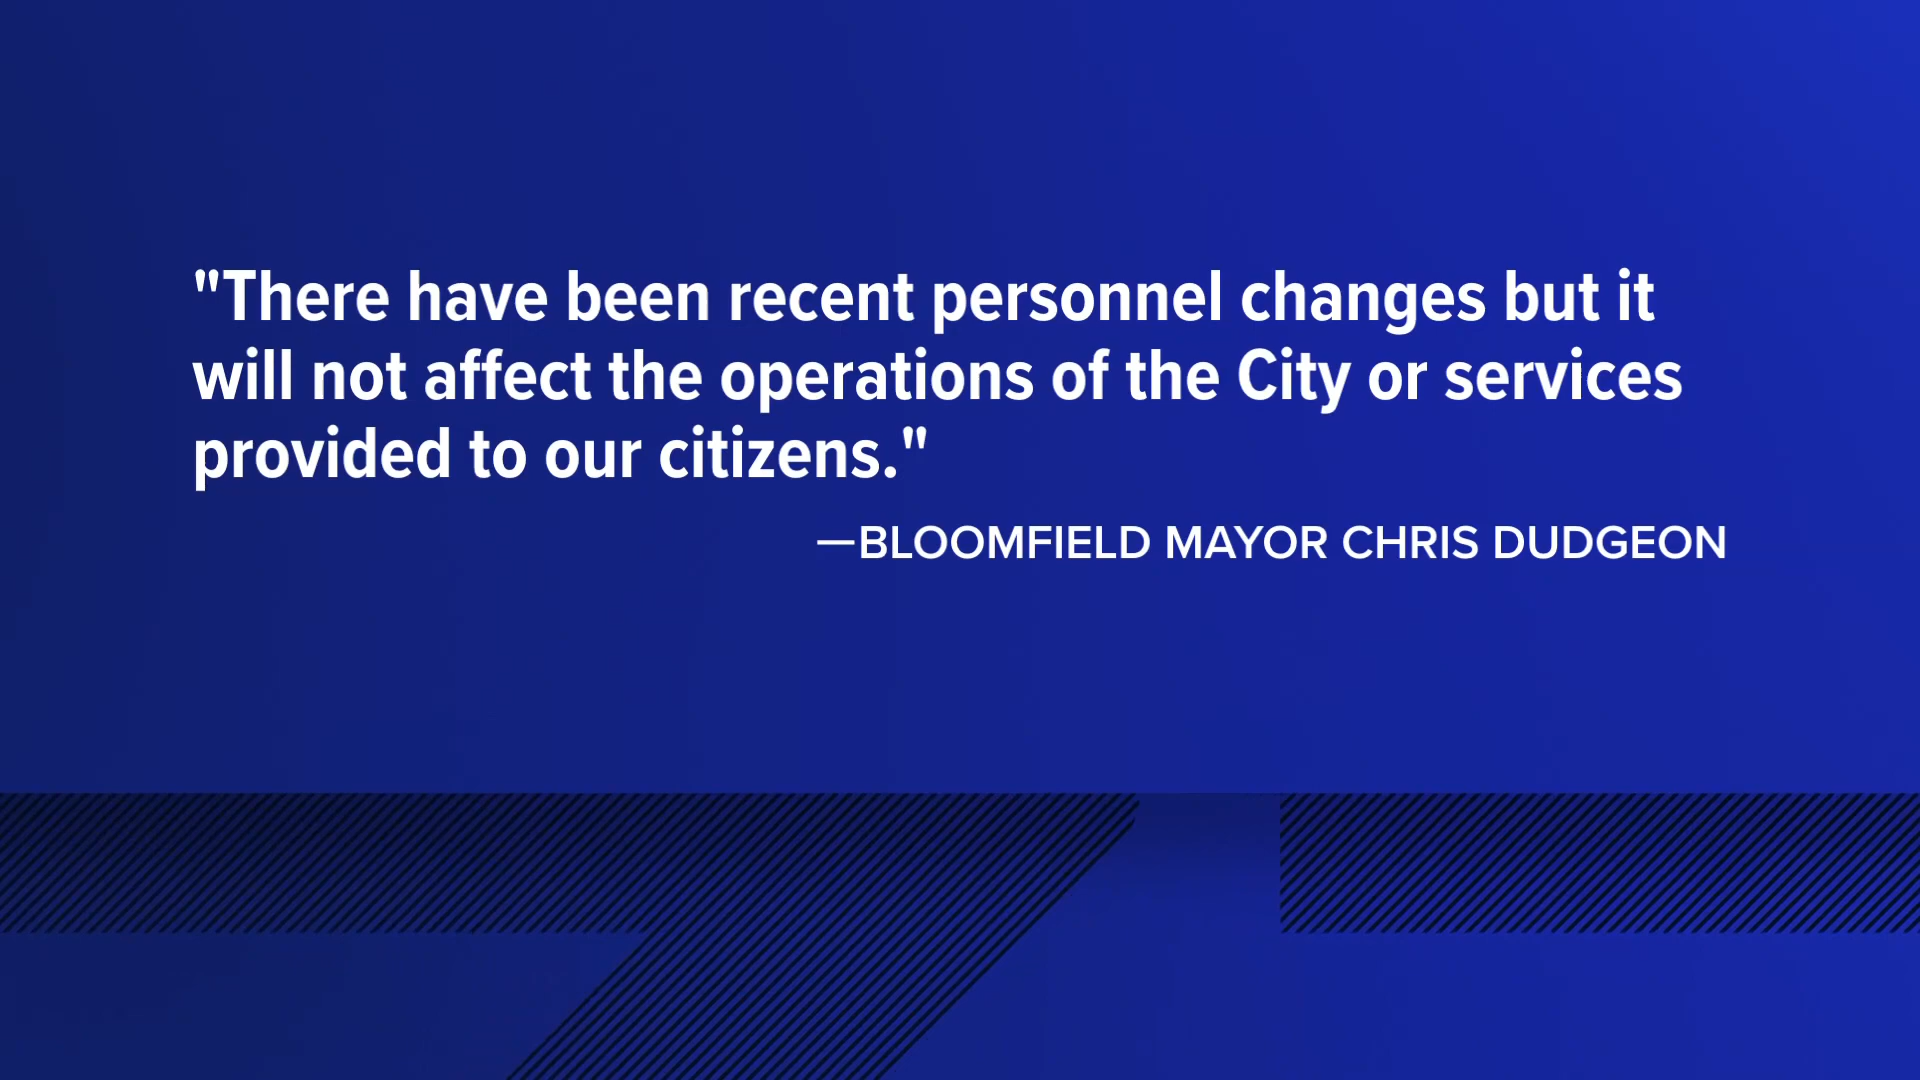 "There have been recent personnel changes but it
will not affect the operations of the City or services
provided to our citizens."
—BLOOMFIELD MAYOR CHRIS DUDGEON